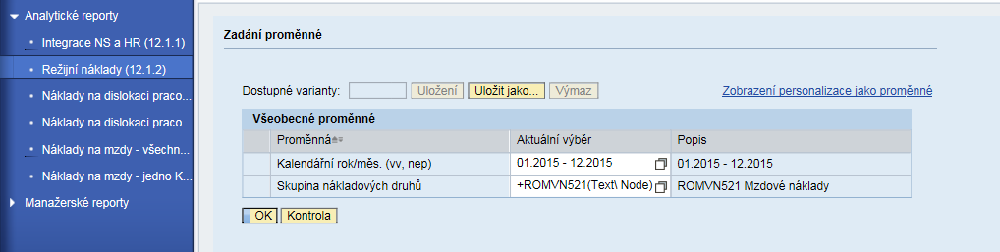 Analytické reporty
Integrace NS a HR (12.1.1)
Režijní náklady (12.1.2)
Náklady na dislokaci praco...
Náklady na dislokaci praco...
Náklady na mzdy - všechn...
Náklady na mzdy - jedno K...
Manažerské reporty
Zadání proměnné
Dostupné varianty: Uložení Uložit jako... Výmaz Zobrazení personalizace jako proměnné
Všeobecné proměnné
Proměnná Aktuální výběr Popis
Kalendářní rok/měs. (vv, nep) 01.2015 - 12.2015 01.2015 - 12.2015
Skupina nákladových druhů +ROMVN521(Text\ Node) ROMVN521 Mzdové náklady
OK Kontrola